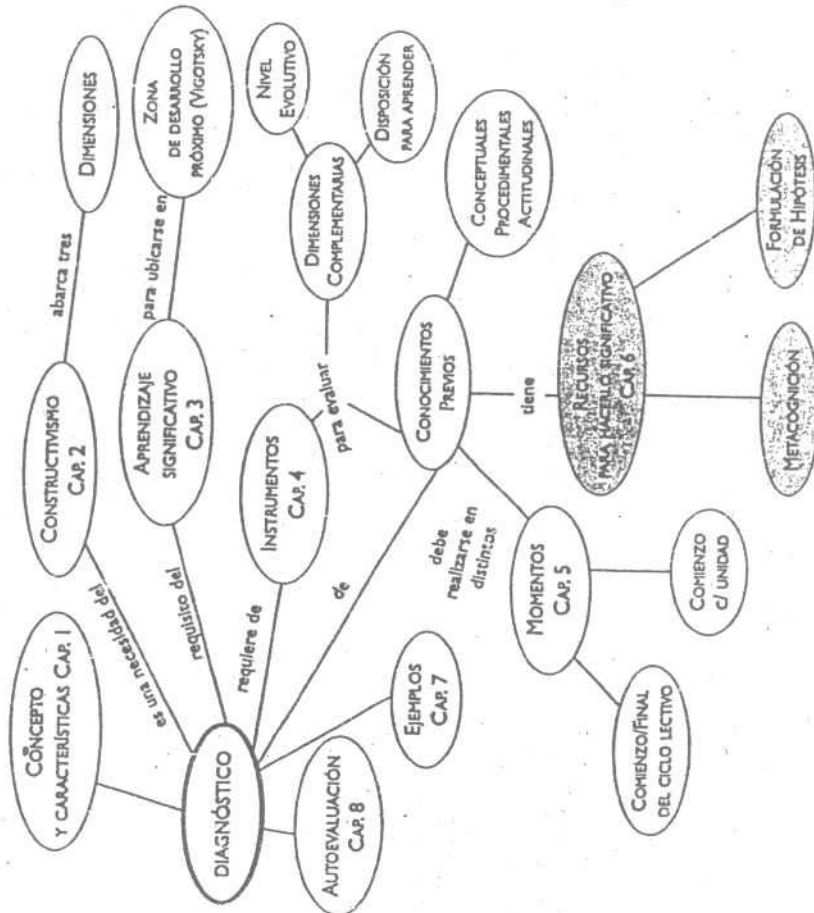 CONCEPTO
Y CARACTERÍSTICAS CAP. 1
es una necesidad del
CONSTRUCTIVISMO
CAP. 2
abarca tres
DIMENSIONES
requisito del
APRENDIZAJE
SIGNIFICATIVO
CAP. 3
para ubicarse en
ZONA
DE DESARROLLO
PRÓXIMO (VIGOTSKY)
DIAGNÓSTICO
requiere de
INSTRUMENTOS
CAP. 4
para evaluar
DIMENSIONES
COMPLEMENTARIAS
NIVEL
EVOLUTIVO
DISPOSICIÓN
PARA APRENDER
de
CONOCIMIENTOS
PREVIOS
CONCEPTUALES
PROCEDIMENTALES
ACTITUDINALES
AUTOEVALUACIÓN
CAP. 8
EJEMPLOS
CAP. 7
debe
realizarse en
distintos
MOMENTOS
CAP. 5
COMIENZO/FINAL
DEL CICLO LECTIVO
COMIENZO
C/ UNIDAD
tiene
RECURSOS
PARA HACERLO SIGNIFICATIVO
CAP. 6
METACOGNICIÓN
FORMULACIÓN
DE HIPÓTESIS